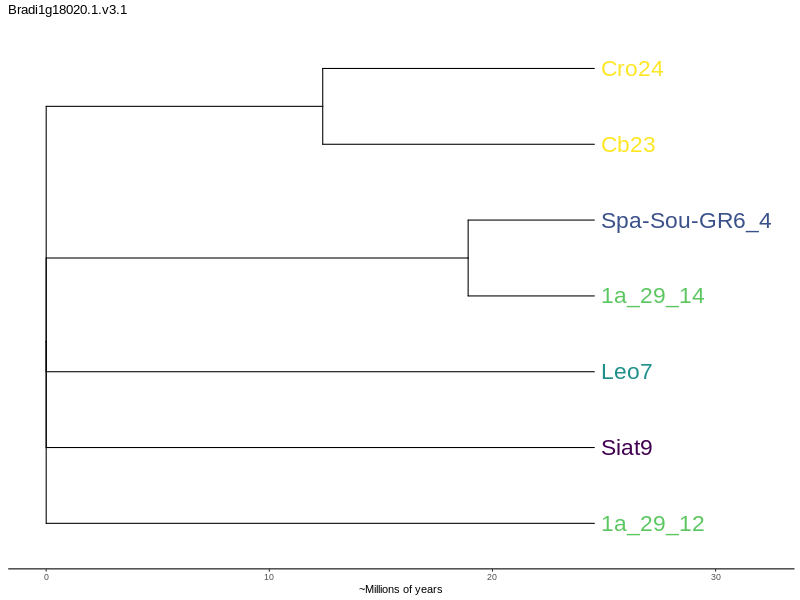 Bradi1g18020.1.v3.1
Cro24
Cb23
Spa-Sou-GR6_4
1a_29_14
Leo7
Siat9
1a_29_12
0 10 20 30
~Millions of years